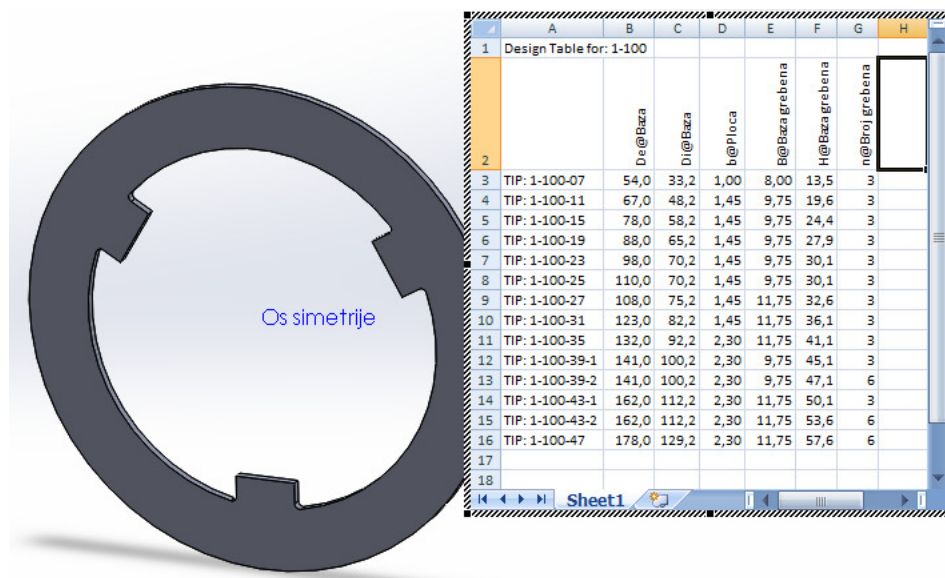 Os simetrije
A B C D E F G H
1 Design Table for: 1-100
2 De@Baza Di@Baza b@Ploca B@Baza grebena H@Baza grebena n@Broj grebena
3 TIP: 1-100-07 54,0 33,2 1,00 8,00 13,5 3
4 TIP: 1-100-11 67,0 48,2 1,45 9,75 19,6 3
5 TIP: 1-100-15 78,0 58,2 1,45 9,75 24,4 3
6 TIP: 1-100-19 88,0 65,2 1,45 9,75 27,9 3
7 TIP: 1-100-23 98,0 70,2 1,45 9,75 30,1 3
8 TIP: 1-100-25 110,0 70,2 1,45 9,75 30,1 3
9 TIP: 1-100-27 108,0 75,2 1,45 11,75 32,6 3
10 TIP: 1-100-31 123,0 82,2 1,45 11,75 36,1 3
11 TIP: 1-100-35 132,0 92,2 2,30 11,75 41,1 3
12 TIP: 1-100-39-1 141,0 100,2 2,30 9,75 45,1 3
13 TIP: 1-100-39-2 141,0 100,2 2,30 9,75 47,1 6
14 TIP: 1-100-43-1 162,0 112,2 2,30 11,75 50,1 3
15 TIP: 1-100-43-2 162,0 112,2 2,30 11,75 53,6 6
16 TIP: 1-100-47 178,0 129,2 2,30 11,75 57,6 6
17
18
Sheet1